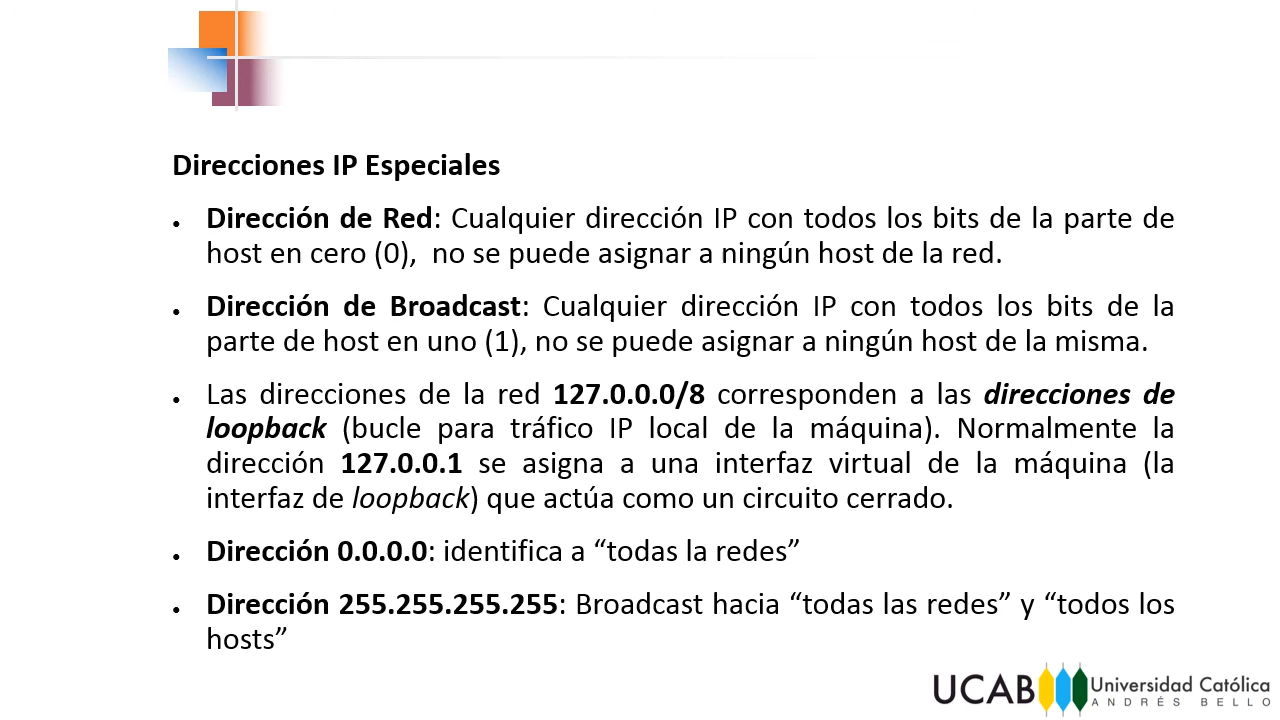 Direcciones IP Especiales
● Dirección de Red: Cualquier dirección IP con todos los bits de la parte de
host en cero (0),  no se puede asignar a ningún host de la red.
● Dirección de Broadcast: Cualquier dirección IP con todos los bits de la
parte de host en uno (1), no se puede asignar a ningún host de la misma.
● Las direcciones de la red 127.0.0.0/8 corresponden a las direcciones de
loopback (bucle para tráfico IP local de la máquina). Normalmente la
dirección 127.0.0.1 se asigna a una interfaz virtual de la máquina (la
interfaz de loopback) que actúa como un circuito cerrado.
● Dirección 0.0.0.0: identifica a “todas la redes”
● Dirección 255.255.255.255: Broadcast hacia “todas las redes” y “todos los
hosts”
UCAB Universidad Católica
ANDRÉS BELLO